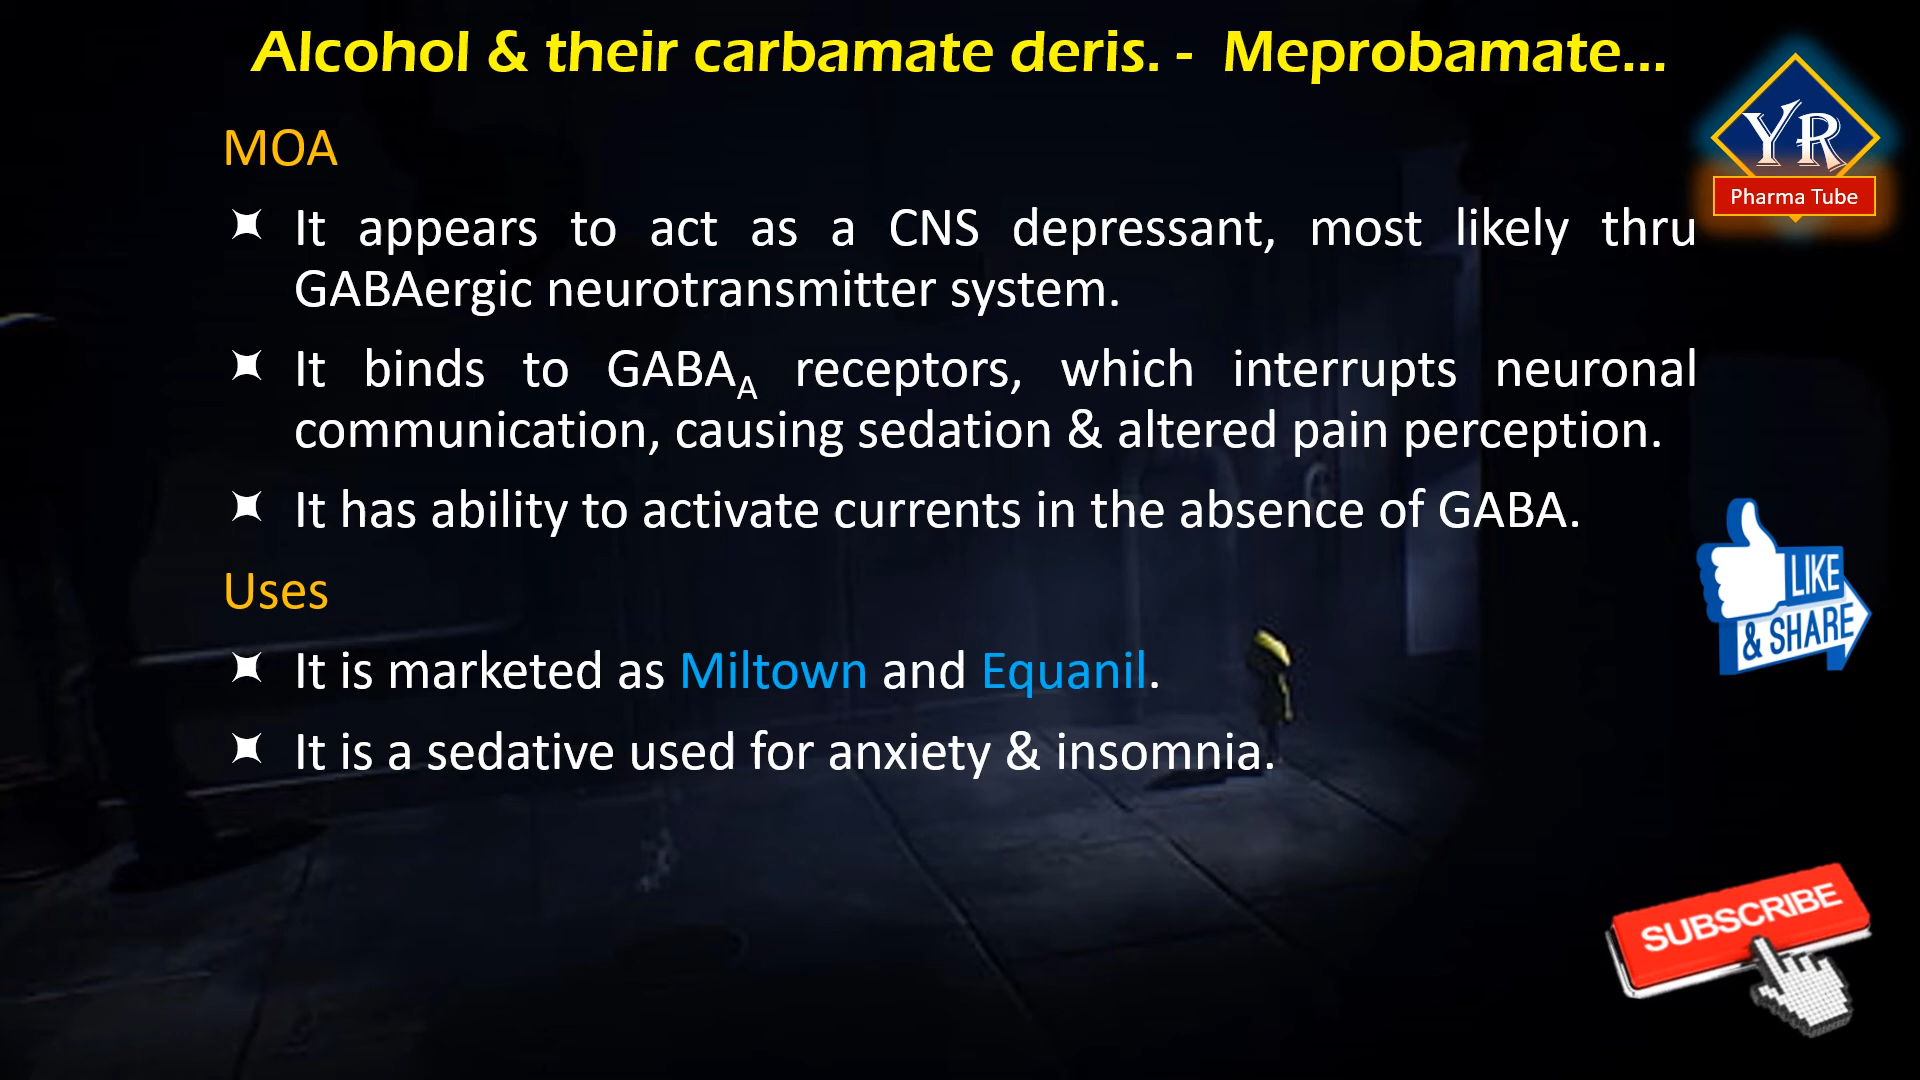 Alcohol & their carbamate deris. - Meprobamate...
YR
Pharma Tube
MOA
It appears to act as a CNS depressant, most likely thru
GABAergic neurotransmitter system.
It binds to GABAA receptors, which interrupts neuronal
communication, causing sedation & altered pain perception.
It has ability to activate currents in the absence of GABA.
Uses
It is marketed as Miltown and Equanil.
It is a sedative used for anxiety & insomnia.
LIKE
& SHARE
SUBSCRIBE